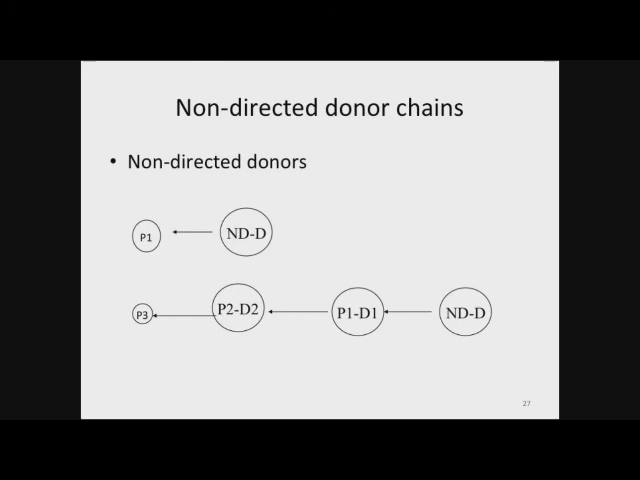 Non-directed donor chains
• Non-directed donors
P1 ND-D
P3 P2-D2 P1-D1 ND-D
27